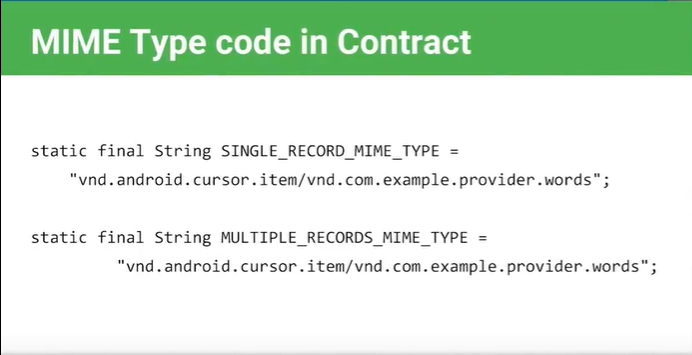 MIME Type code in Contract
static final String SINGLE_RECORD_MIME_TYPE =
"vnd.android.cursor.item/vnd.com.example.provider.words";
static final String MULTIPLE_RECORDS_MIME_TYPE =
"vnd.android.cursor.item/vnd.com.example.provider.words";